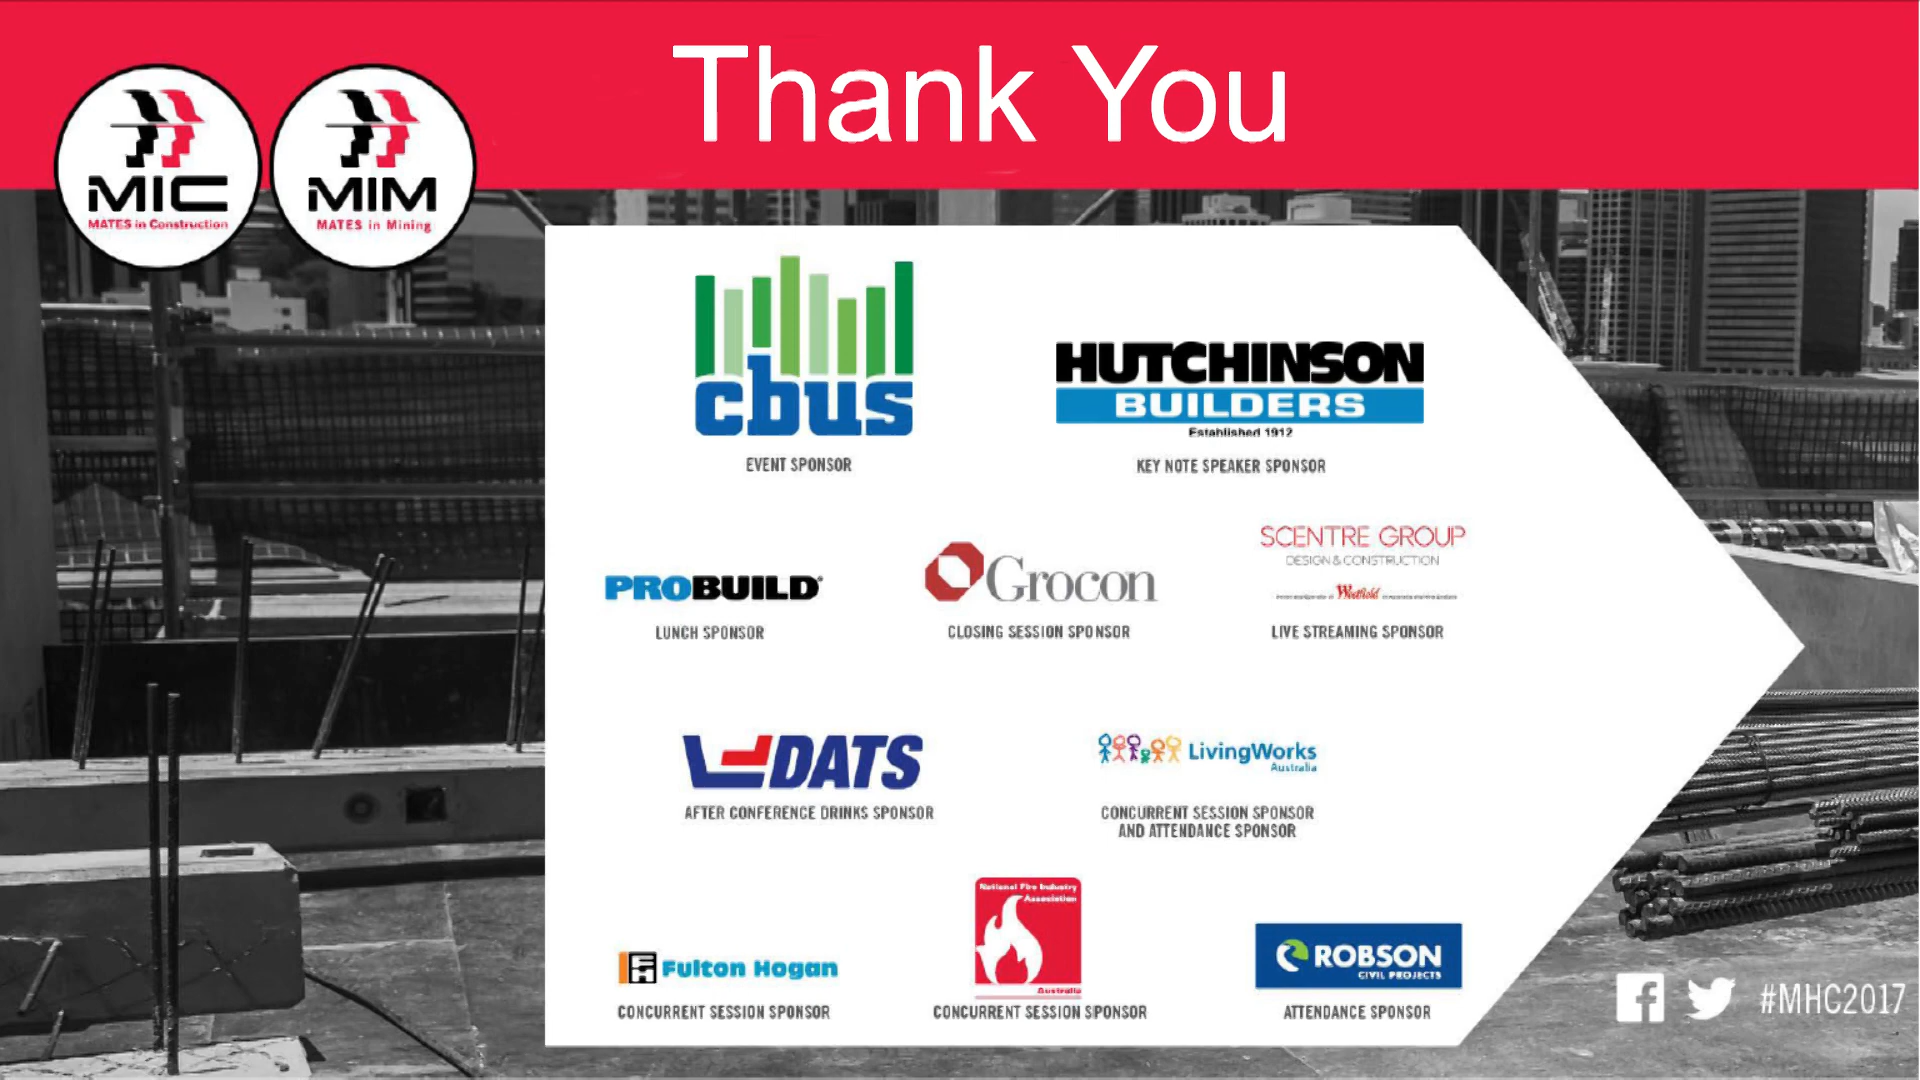 Thank You
MIC
MATES in Construction
MIM
MATES in Mining
cbus
EVENT SPONSOR
HUTCHINSON
BUILDERS
Established 1912
KEY NOTE SPEAKER SPONSOR
PROBUILD
LUNCH SPONSOR
Grocon
CLOSING SESSION SPONSOR
SCENTRE GROUP
DESIGN & CONSTRUCTION
Westfield
LIVE STREAMING SPONSOR
DATS
AFTER CONFERENCE DRINKS SPONSOR
LivingWorks
Australia
CONCURRENT SESSION SPONSOR
AND ATTENDANCE SPONSOR
FH Fulton Hogan
CONCURRENT SESSION SPONSOR
National Fire Industry
Association
Australia
CONCURRENT SESSION SPONSOR
ROBSON
CIVIL PROJECTS
ATTENDANCE SPONSOR
#MHC2017